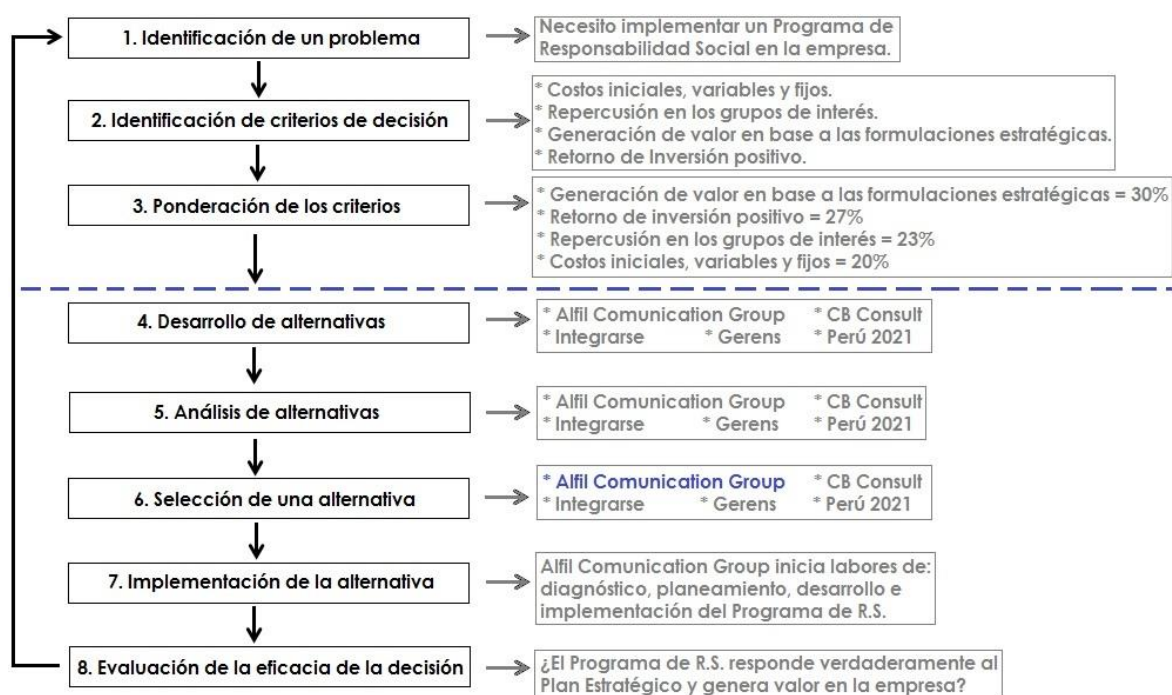 1. Identificación de un problema
Necesito implementar un Programa de
Responsabilidad Social en la empresa.
2. Identificación de criterios de decisión
* Costos iniciales, variables y fijos.
* Repercusión en los grupos de interés.
* Generación de valor en base a las formulaciones estratégicas.
* Retorno de Inversión positivo.
3. Ponderación de los criterios
* Generación de valor en base a las formulaciones estratégicas = 30%
* Retorno de inversión positivo = 27%
* Repercusión en los grupos de interés = 23%
* Costos iniciales, variables y fijos = 20%
4. Desarrollo de alternativas
* Alfil Comunication Group * CB Consult
* Integrarse * Gerens * Perú 2021
5. Análisis de alternativas
* Alfil Comunication Group * CB Consult
* Integrarse * Gerens * Perú 2021
6. Selección de una alternativa
* Alfil Comunication Group * CB Consult
* Integrarse * Gerens * Perú 2021
7. Implementación de la alternativa
Alfil Comunication Group inicia labores de:
diagnóstico, planeamiento, desarrollo e
implementación del Programa de R.S.
8. Evaluación de la eficacia de la decisión
¿El Programa de R.S. responde verdaderamente al
Plan Estratégico y genera valor en la empresa?